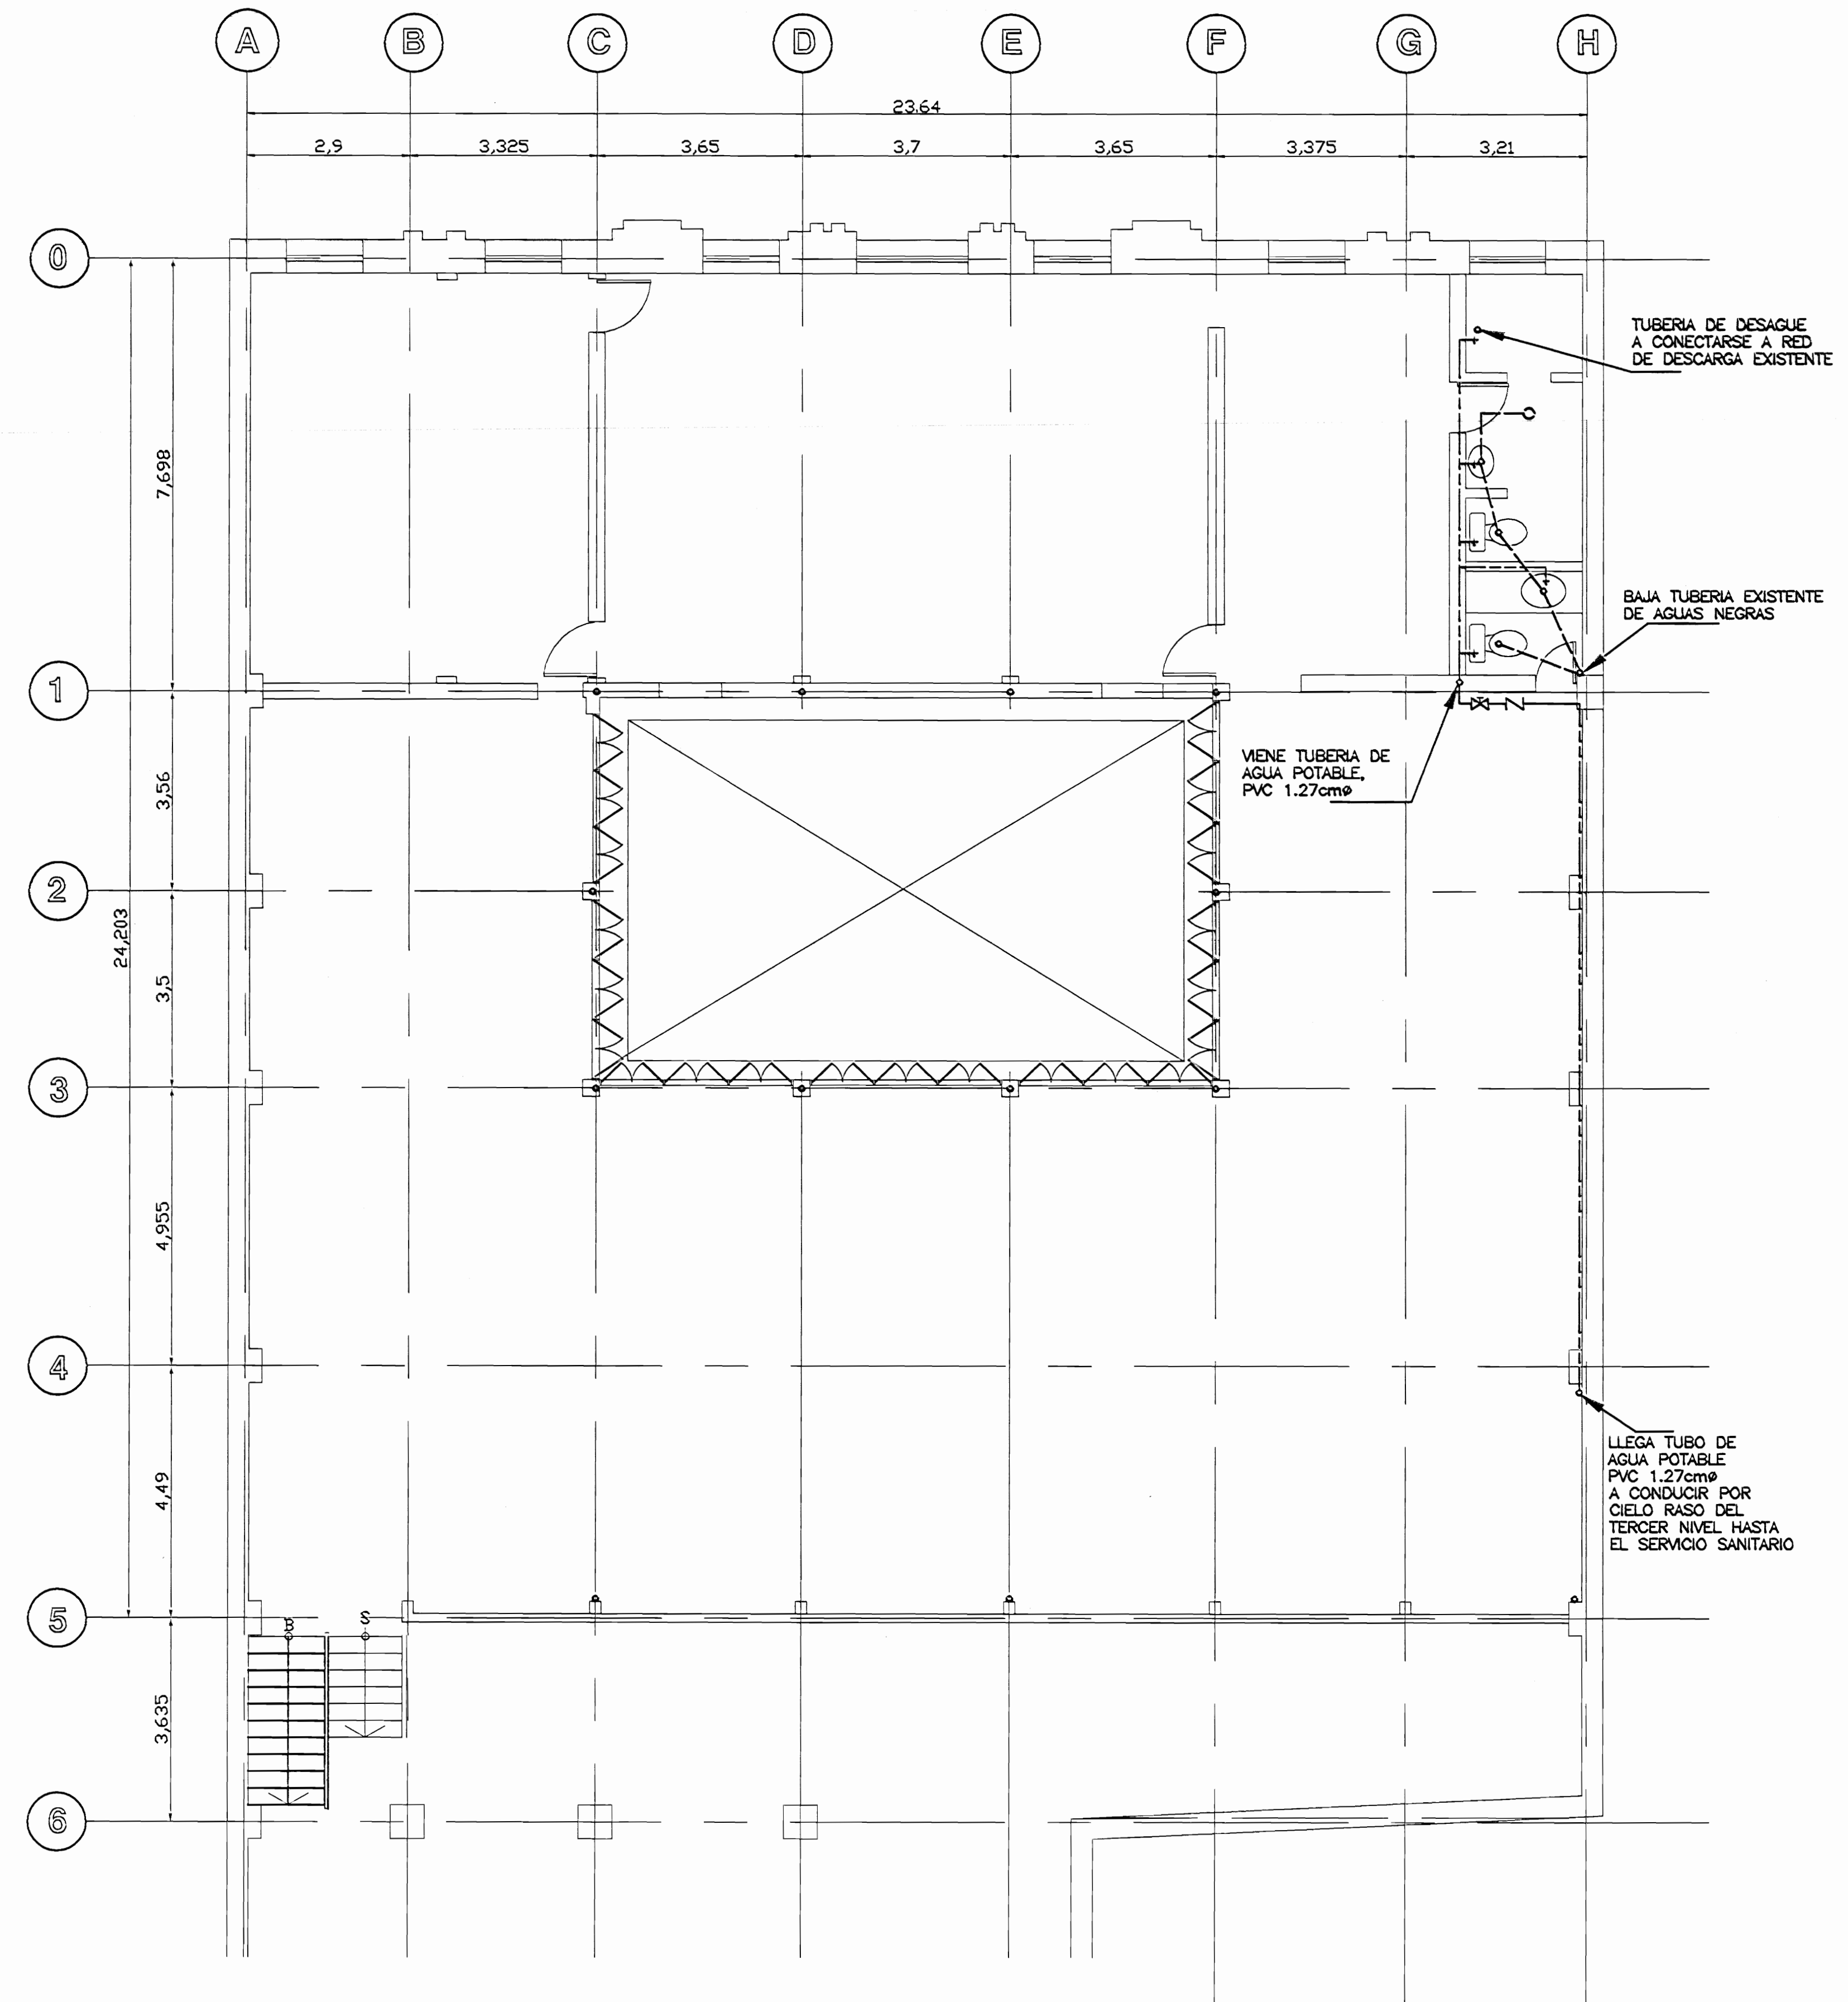 A B C D E F G H
23.64
2,9 3,325 3,65 3,7 3,65 3,375 3,21
0
TUBERIA DE DESAGUE
A CONECTARSE A RED
DE DESCARGA EXISTENTE
7,698
BAJA TUBERIA EXISTENTE
DE AGUAS NEGRAS
1
VIENE TUBERIA DE
AGUA POTABLE,
PVC 1.27cmø
3,56
2
24,203
3,5
3
4,955
4
LLEGA TUBO DE
AGUA POTABLE
PVC 1.27cmø
A CONDUCIR POR
CIELO RASO DEL
TERCER NIVEL HASTA
EL SERVICIO SANITARIO
4,49
5
B S
3,635
6